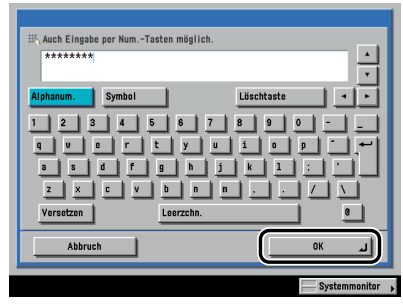 Auch Eingabe per Num.-Tasten möglich.
********
Alphanum. Symbol Löschtaste
1 2 3 4 5 6 7 8 9 0 - _
q w e r t y u i o p ^
a s d f g h j k l ; '
z x c v b n m , . / \
Versetzen Leerzchn. @
Abbruch OK
Systemmonitor